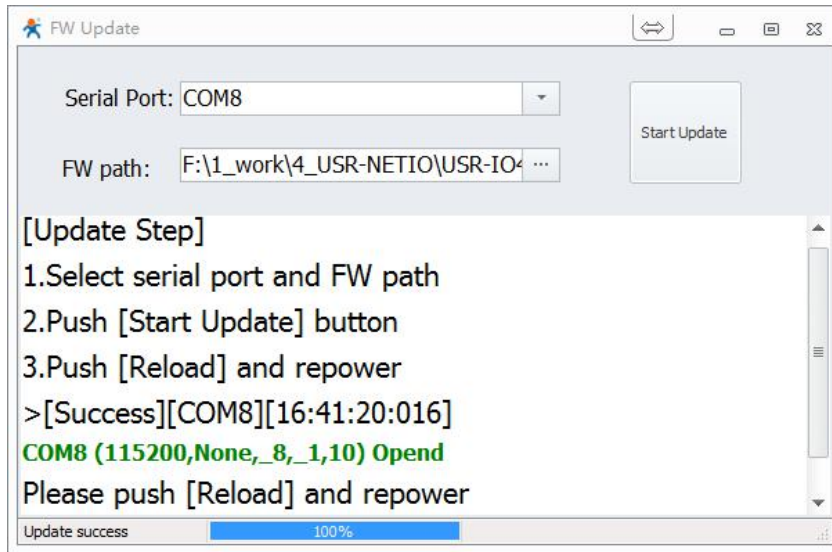 FW Update
Serial Port: COM8
Start Update
FW path: F:\1_work\4_USR-NETIO\USR-IO4 ...
[Update Step]
1.Select serial port and FW path
2.Push [Start Update] button
3.Push [Reload] and repower
>[Success][COM8][16:41:20:016]
COM8 (115200,None,_8,_1,10) Opend
Please push [Reload] and repower
Update success 100%